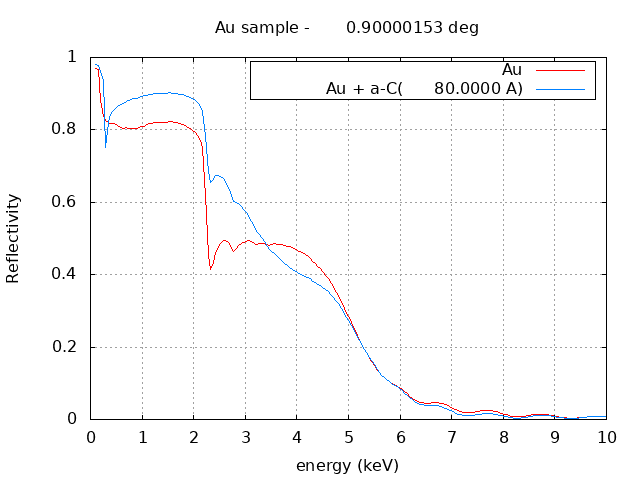 Au sample -       0.90000153 deg
Au
Au + a-C(      80.0000 A)
1
0.8
0.6
0.4
0.2
0
Reflectivity
0 1 2 3 4 5 6 7 8 9 10
energy (keV)